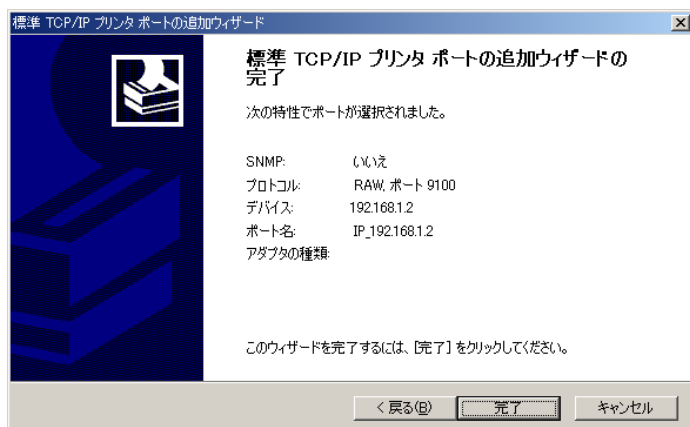 標準 TCP/IP プリンタ ポートの追加ウィザード
標準 TCP/IP プリンタ ポートの追加ウィザードの
完了
次の特性でポートが選択されました。
SNMP: いいえ
プロトコル: RAW, ポート 9100
デバイス: 192.168.1.2
ポート名: IP_192.168.1.2
アダプタの種類:
このウィザードを完了するには、[完了] をクリックしてください。
< 戻る(B) 完了 キャンセル